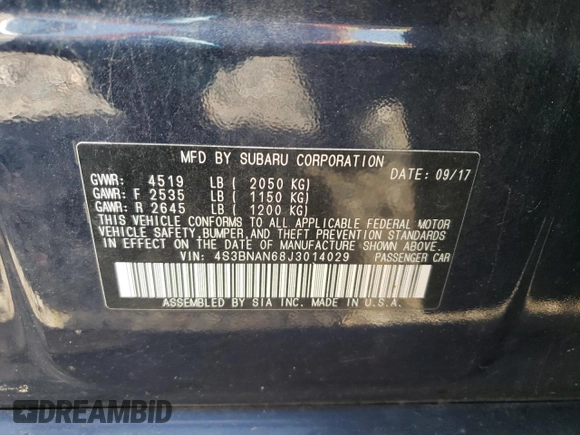 MFD BY SUBARU CORPORATION
DATE: 09/17
GVWR: 4519 LB ( 2050 KG)
GAWR: F 2535 LB ( 1150 KG)
GAWR: R 2645 LB ( 1200 KG)
THIS VEHICLE CONFORMS TO ALL APPLICABLE FEDERAL MOTOR
VEHICLE SAFETY,BUMPER,AND THEFT PREVENTION STANDARDS
IN EFFECT ON THE DATE OF MANUFACTURE SHOWN ABOVE.
VIN: 4S3BNAN68J3014029 PASSENGER CAR
ASSEMBLED BY SIA INC. MADE IN U.S.A.
DREAMBID